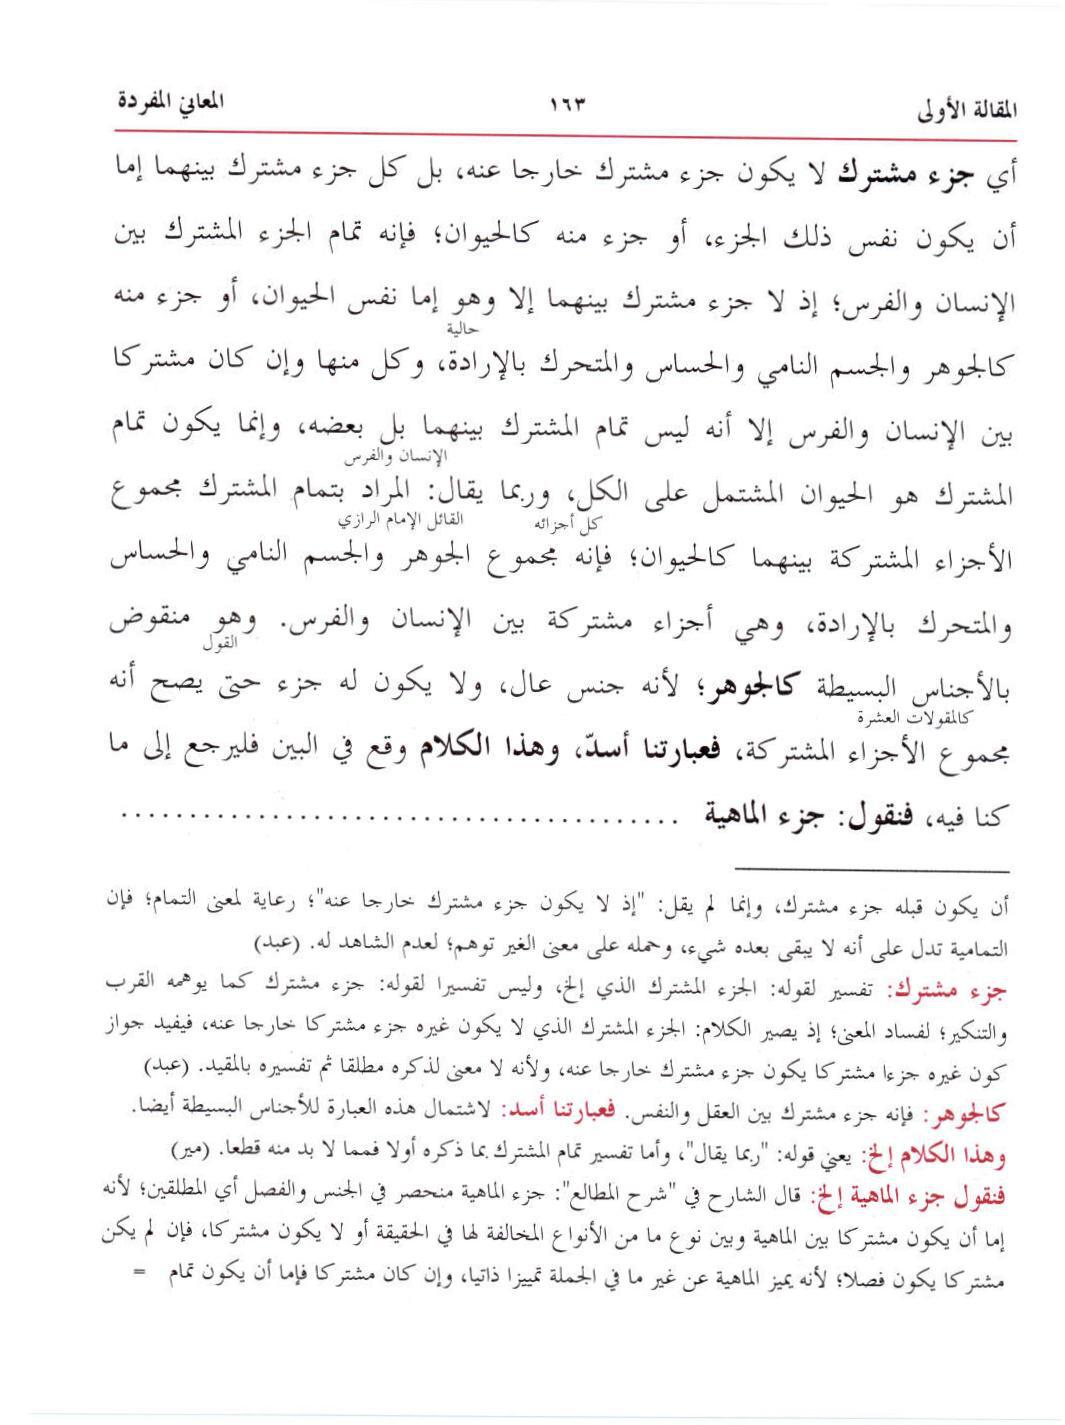 المقالة الأولى ١٦٣ المعاني المفردة
أي جزء مشترك لا يكون جزء مشترك خارجا عنه، بل كل جزء مشترك بينهما إما
أن يكون نفس ذلك الجزء، أو جزء منه كالحيوان؛ فإنه تمام الجزء المشترك بين
الإنسان والفرس؛ إذ لا جزء مشترك بينهما إلا وهو إما نفس الحيوان، أو جزء منه
حالية
كالجوهر والجسم النامي والحساس والمتحرك بالإرادة، وكل منها وإن كان مشتركا
بين الإنسان والفرس إلا أنه ليس تمام المشترك بينهما بل بعضه، وإنما يكون تمام
الإنسان والفرس
المشترك هو الحيوان المشتمل على الكل، وربما يقال: المراد بتمام المشترك مجموع
كل أجزائه القائل الإمام الرازي
الأجزاء المشتركة بينهما كالحيوان؛ فإنه مجموع الجوهر والجسم النامي والحساس
والمتحرك بالإرادة، وهي أجزاء مشتركة بين الإنسان والفرس. وهو منقوض
القول
بالأجناس البسيطة كالجوهر؛ لأنه جنس عال، ولا يكون له جزء حتى يصح أنه
كالمقولات العشرة
مجموع الأجزاء المشتركة، فعبارتنا أسدّ، وهذا الكلام وقع في البين فليرجع إلى ما
كنا فيه، فنقول: جزء الماهية ..........................................
أن يكون قبله جزء مشترك، وإنما لم يقل: "إذ لا يكون جزء مشترك خارجا عنه"؛ رعاية لمعنى التمام؛ فإن
التمامية تدل على أنه لا يبقى بعده شيء، وحمله على معنى الغير توهم؛ لعدم الشاهد له. (عبد)
جزء مشترك: تفسير لقوله: الجزء المشترك الذي إلخ، وليس تفسيرا لقوله: جزء مشترك كما يوهمه القرب
والتنكير؛ لفساد المعنى؛ إذ يصير الكلام: الجزء المشترك الذي لا يكون غيره جزء مشتركا خارجا عنه، فيفيد جواز
كون غيره جزءا مشتركا يكون جزء مشترك خارجا عنه، ولأنه لا معنى لذكره مطلقا ثم تفسيره بالمقيد. (عبد)
كالجوهر: فإنه جزء مشترك بين العقل والنفس. فعبارتنا أسد: لاشتمال هذه العبارة للأجناس البسيطة أيضا.
وهذا الكلام إلخ: يعني قوله: "ربما يقال"، وأما تفسير تمام المشترك بما ذكره أولا فمما لا بد منه قطعا. (مير)
فنقول جزء الماهية إلخ: قال الشارح في "شرح المطالع": جزء الماهية منحصر في الجنس والفصل أي المطلقين؛ لأنه
إما أن يكون مشتركا بين الماهية وبين نوع ما من الأنواع المخالفة لها في الحقيقة أو لا يكون مشتركا، فإن لم يكن
مشتركا يكون فصلا؛ لأنه يميز الماهية عن غير ما في الجملة تمييزا ذاتيا، وإن كان مشتركا فإما أن يكون تمام =